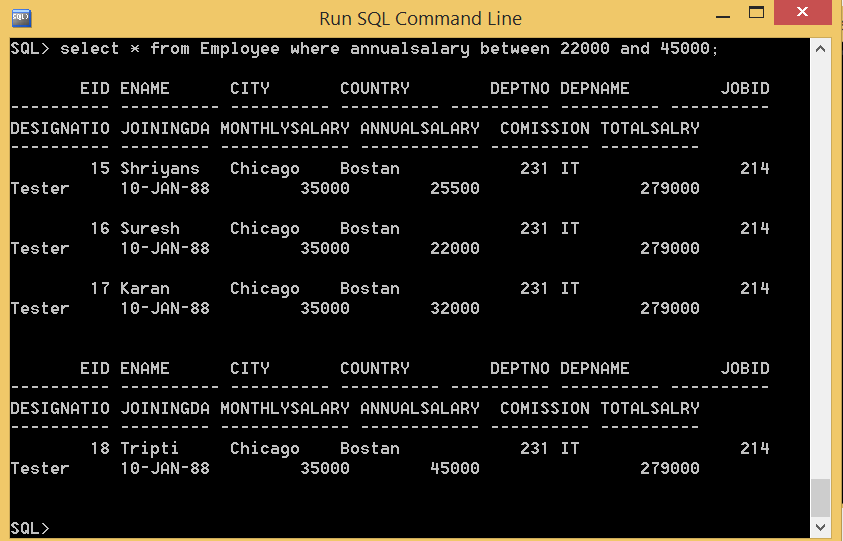 SQL
Run SQL Command Line
SQL> select * from Employee where annualsalary between 22000 and 45000;
EID ENAME CITY COUNTRY DEPTNO DEPNAME JOBID
---------- ---------- ---------- ---------- ---------- ---------- ----------
DESIGNATIO JOININGDA MONTHLYSALARY ANNUALSALARY COMISSION TOTALSALRY
---------- --------- ------------- ------------ ---------- ----------
15 Shriyans Chicago Bostan 231 IT 214
Tester 10-JAN-88 35000 25500 279000
16 Suresh Chicago Bostan 231 IT 214
Tester 10-JAN-88 35000 22000 279000
17 Karan Chicago Bostan 231 IT 214
Tester 10-JAN-88 35000 32000 279000
EID ENAME CITY COUNTRY DEPTNO DEPNAME JOBID
---------- ---------- ---------- ---------- ---------- ---------- ----------
DESIGNATIO JOININGDA MONTHLYSALARY ANNUALSALARY COMISSION TOTALSALRY
---------- --------- ------------- ------------ ---------- ----------
18 Tripti Chicago Bostan 231 IT 214
Tester 10-JAN-88 35000 45000 279000
SQL>